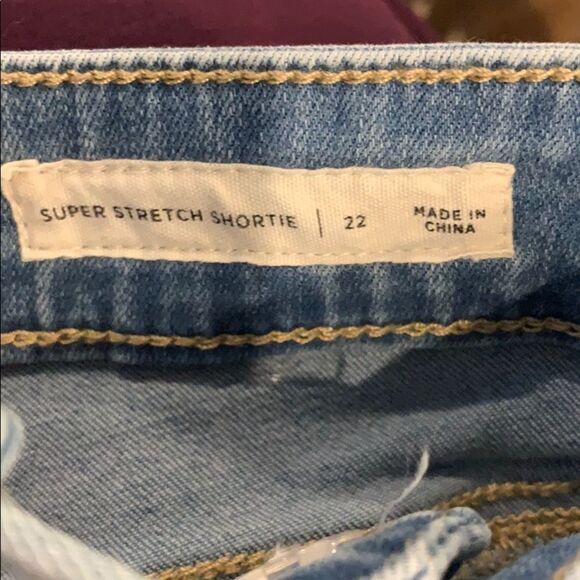 SUPER STRETCH SHORTIE | 22
MADE IN
CHINA